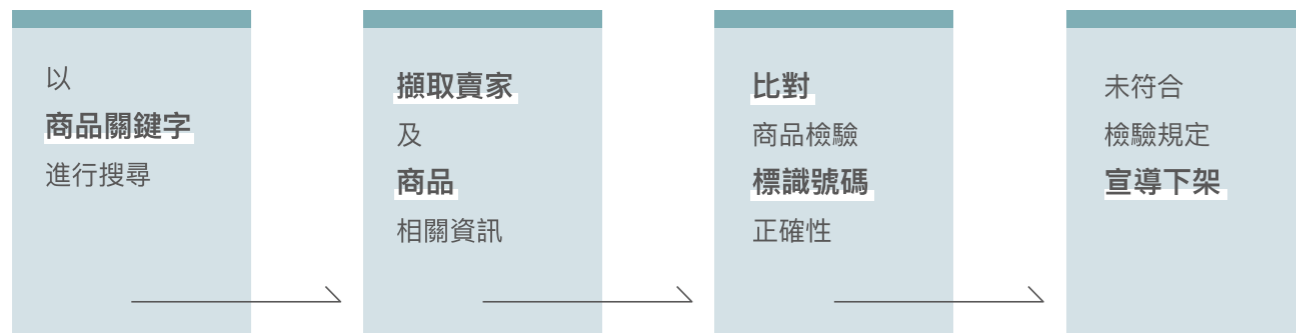 以
商品關鍵字
進行搜尋
擷取賣家
及
商品
相關資訊
比對
商品檢驗
標識號碼
正確性
未符合
檢驗規定
宣導下架